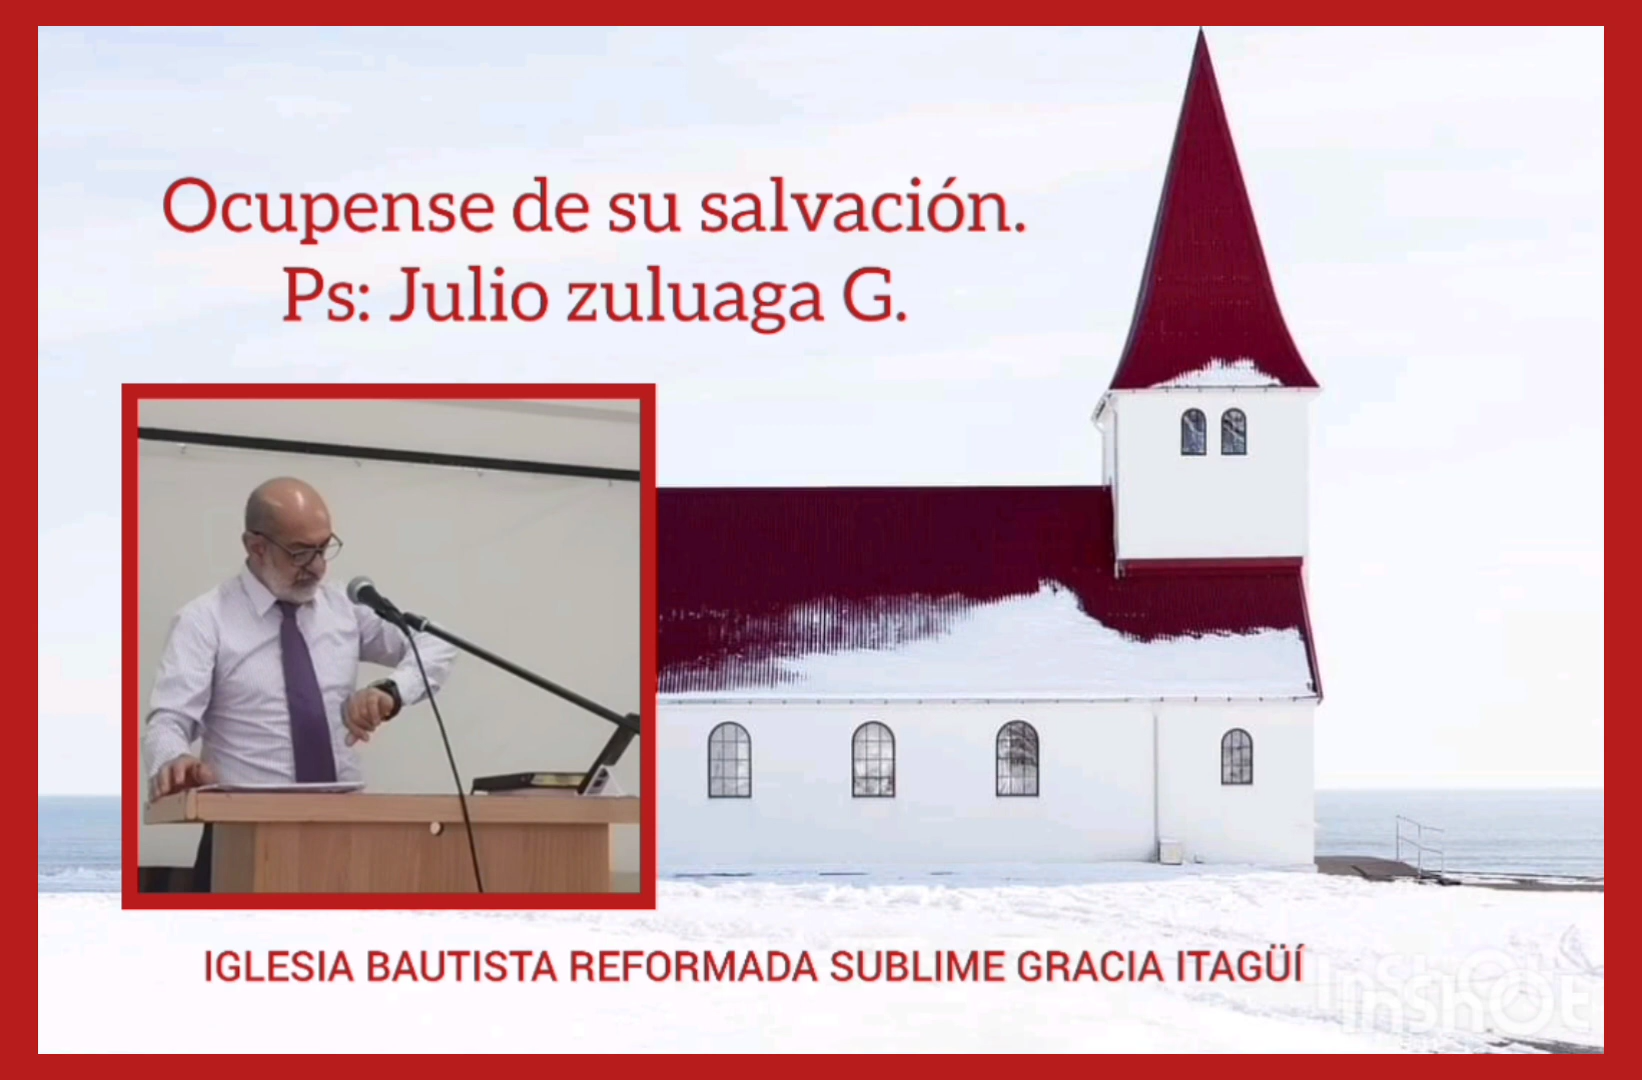 Ocupense de su salvación.
Ps: Julio zuluaga G.
IGLESIA BAUTISTA REFORMADA SUBLIME GRACIA ITAGÜÍ
InShOt